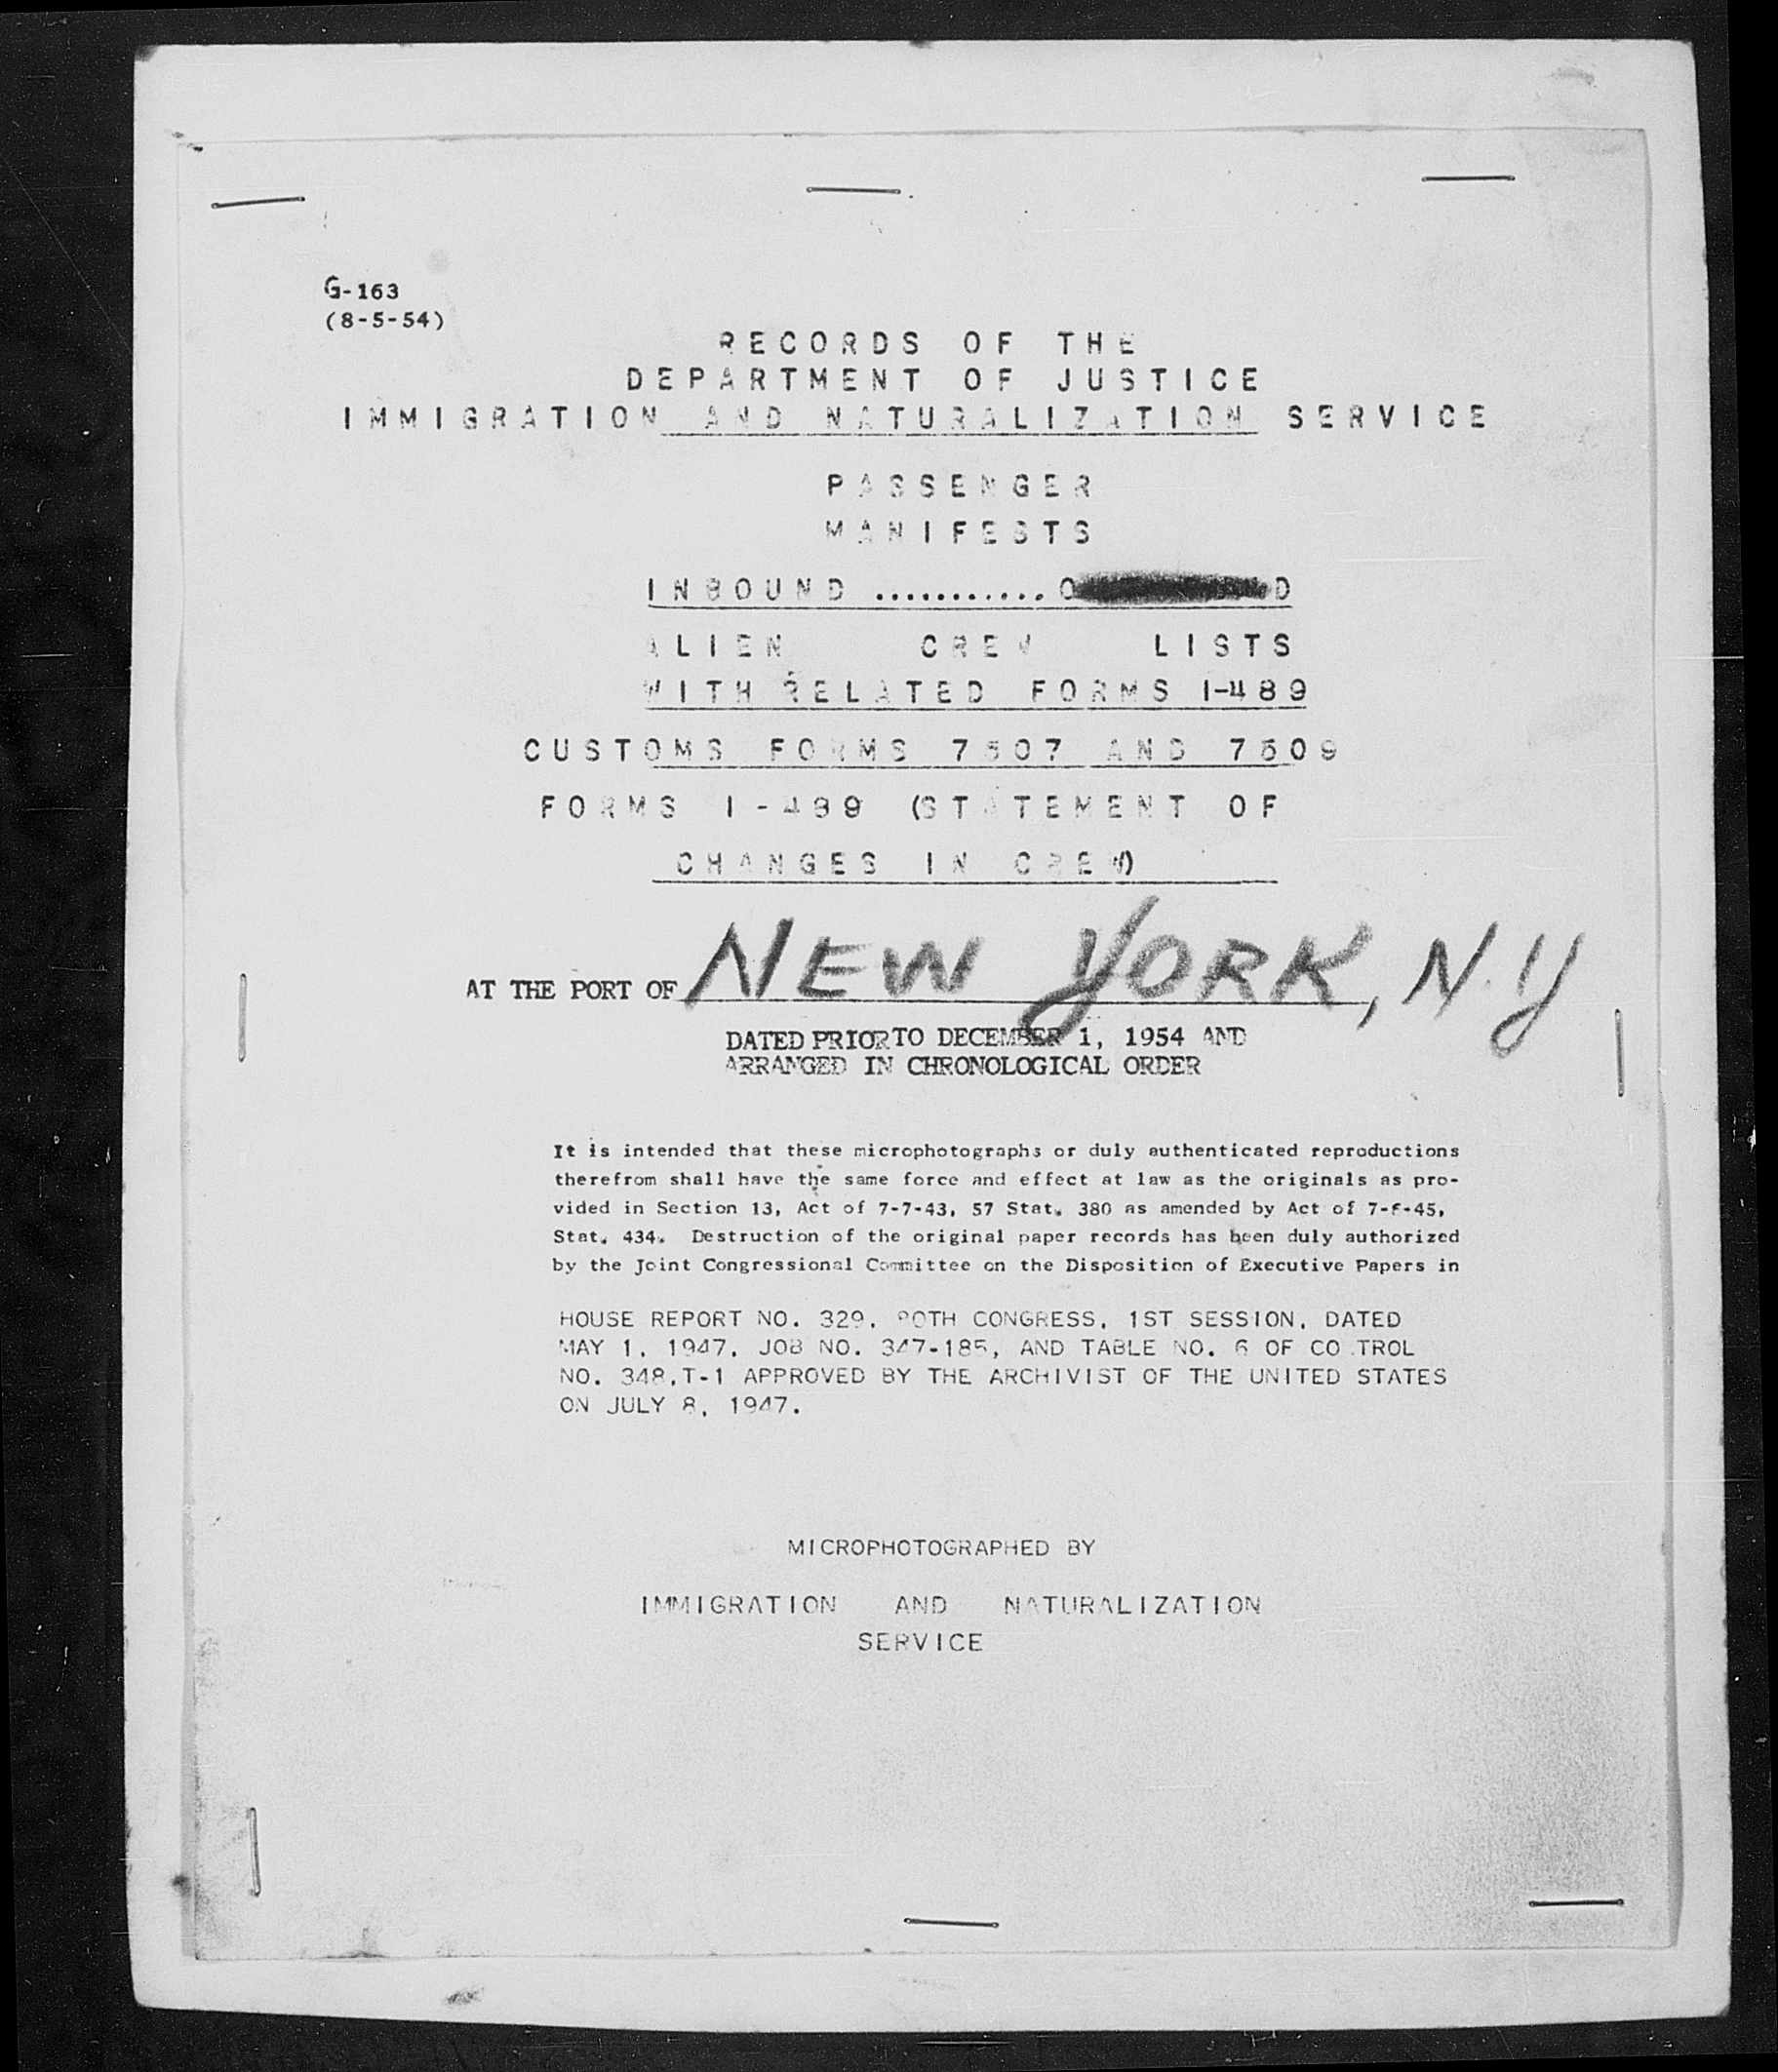 G-163
(8-5-54)
RECORDS OF THE
DEPARTMENT OF JUSTICE
IMMIGRATION AND NATURALIZATION SERVICE
PASSENGER
MANIFESTS
INBOUND ...........
ALIEN CREW LISTS
WITH RELATED FORMS I-489
CUSTOMS FORMS 7507 AND 7509
FORMS I-489 (STATEMENT OF
CHANGES IN CREW)
AT THE PORT OF NEW YORK, N.Y
DATED PRIOR TO DECEMBER 1, 1954 AND
ARRANGED IN CHRONOLOGICAL ORDER
It is intended that these microphotographs or duly authenticated reproductions
therefrom shall have the same force and effect at law as the originals as pro-
vided in Section 13, Act of 7-7-43, 57 Stat. 380 as amended by Act of
Stat. 434. Destruction of the original paper records has been duly authorized
by the Joint Congressional Committee on the Disposition of Executive Papers in
HOUSE REPORT NO. 329, CONGRESS, 1ST SESSION, DATED
MAY 1, 1947, JOB NO. 347-185, AND TABLE NO. 6 OF CO TROL
NO. 348,T-1 APPROVED BY THE ARCHIVIST OF THE UNITED STATES
ON JULY 8, 1947.
MICROPHOTOGRAPHED BY
IMMIGRATION AND NATURALIZATION
SERVICE